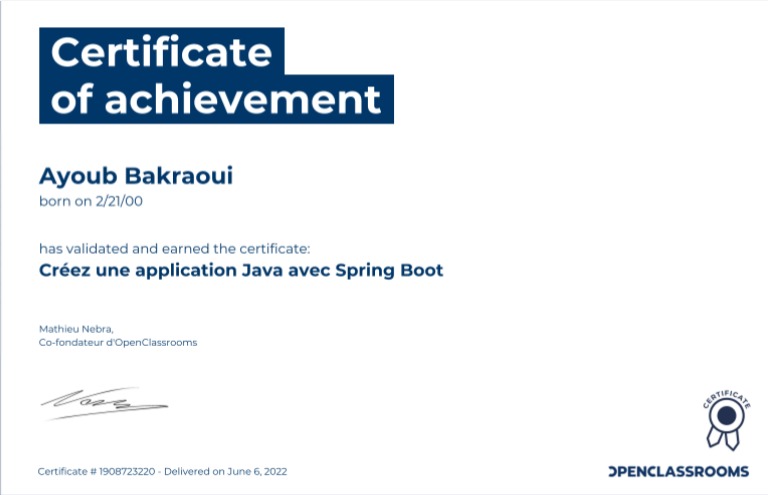 Certificate
of achievement
Ayoub Bakraoui
born on 2/21/00
has validated and earned the certificate:
Créez une application Java avec Spring Boot
Mathieu Nebra,
Co-fondateur d'OpenClassrooms
CERTIFICATE
Certificate # 1908723220 - Delivered on June 6, 2022
OPENCLASSROOMS